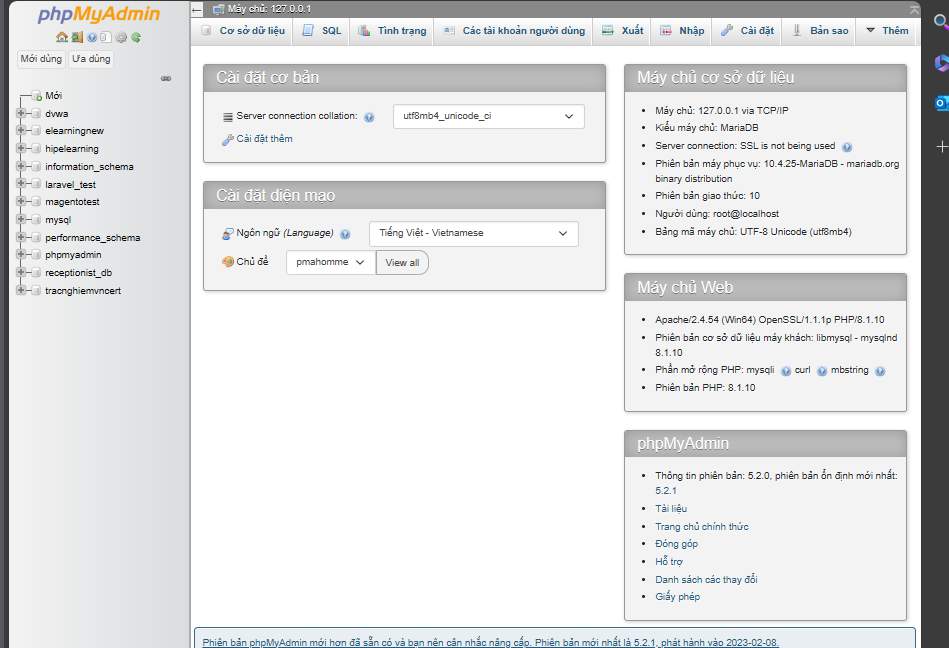 phpMyAdmin
Mới dùng Ưa dùng
Mới
dvwa
elearningnew
hipelearning
information_schema
laravel_test
magentotest
mysql
performance_schema
phpmyadmin
receptionist_db
tracnghiemvncert
Máy chủ: 127.0.0.1
Cơ sở dữ liệu SQL Tình trạng Các tài khoản người dùng Xuất Nhập Cài đặt Bản sao Thêm
Cài đặt cơ bản
Server connection collation: utf8mb4_unicode_ci
Cài đặt thêm
Cài đặt diện mạo
Ngôn ngữ (Language) Tiếng Việt - Vietnamese
Chủ đề pmahomme View all
Máy chủ cơ sở dữ liệu
Máy chủ: 127.0.0.1 via TCP/IP
Kiểu máy chủ: MariaDB
Server connection: SSL is not being used
Phiên bản máy phục vụ: 10.4.25-MariaDB - mariadb.org
binary distribution
Phiên bản giao thức: 10
Người dùng: root@localhost
Bảng mã máy chủ: UTF-8 Unicode (utf8mb4)
Máy chủ Web
Apache/2.4.54 (Win64) OpenSSL/1.1.1p PHP/8.1.10
Phiên bản cơ sở dữ liệu máy khách: libmysql - mysqlnd
8.1.10
Phần mở rộng PHP: mysqli curl mbstring
Phiên bản PHP: 8.1.10
phpMyAdmin
Thông tin phiên bản: 5.2.0, phiên bản ổn định mới nhất:
5.2.1
Tài liệu
Trang chủ chính thức
Đóng góp
Hỗ trợ
Danh sách các thay đổi
Giấy phép
Phiên bản phpMyAdmin mới hơn đã sẵn có và bạn nên cân nhắc nâng cấp. Phiên bản mới nhất là 5.2.1, phát hành vào 2023-02-08.